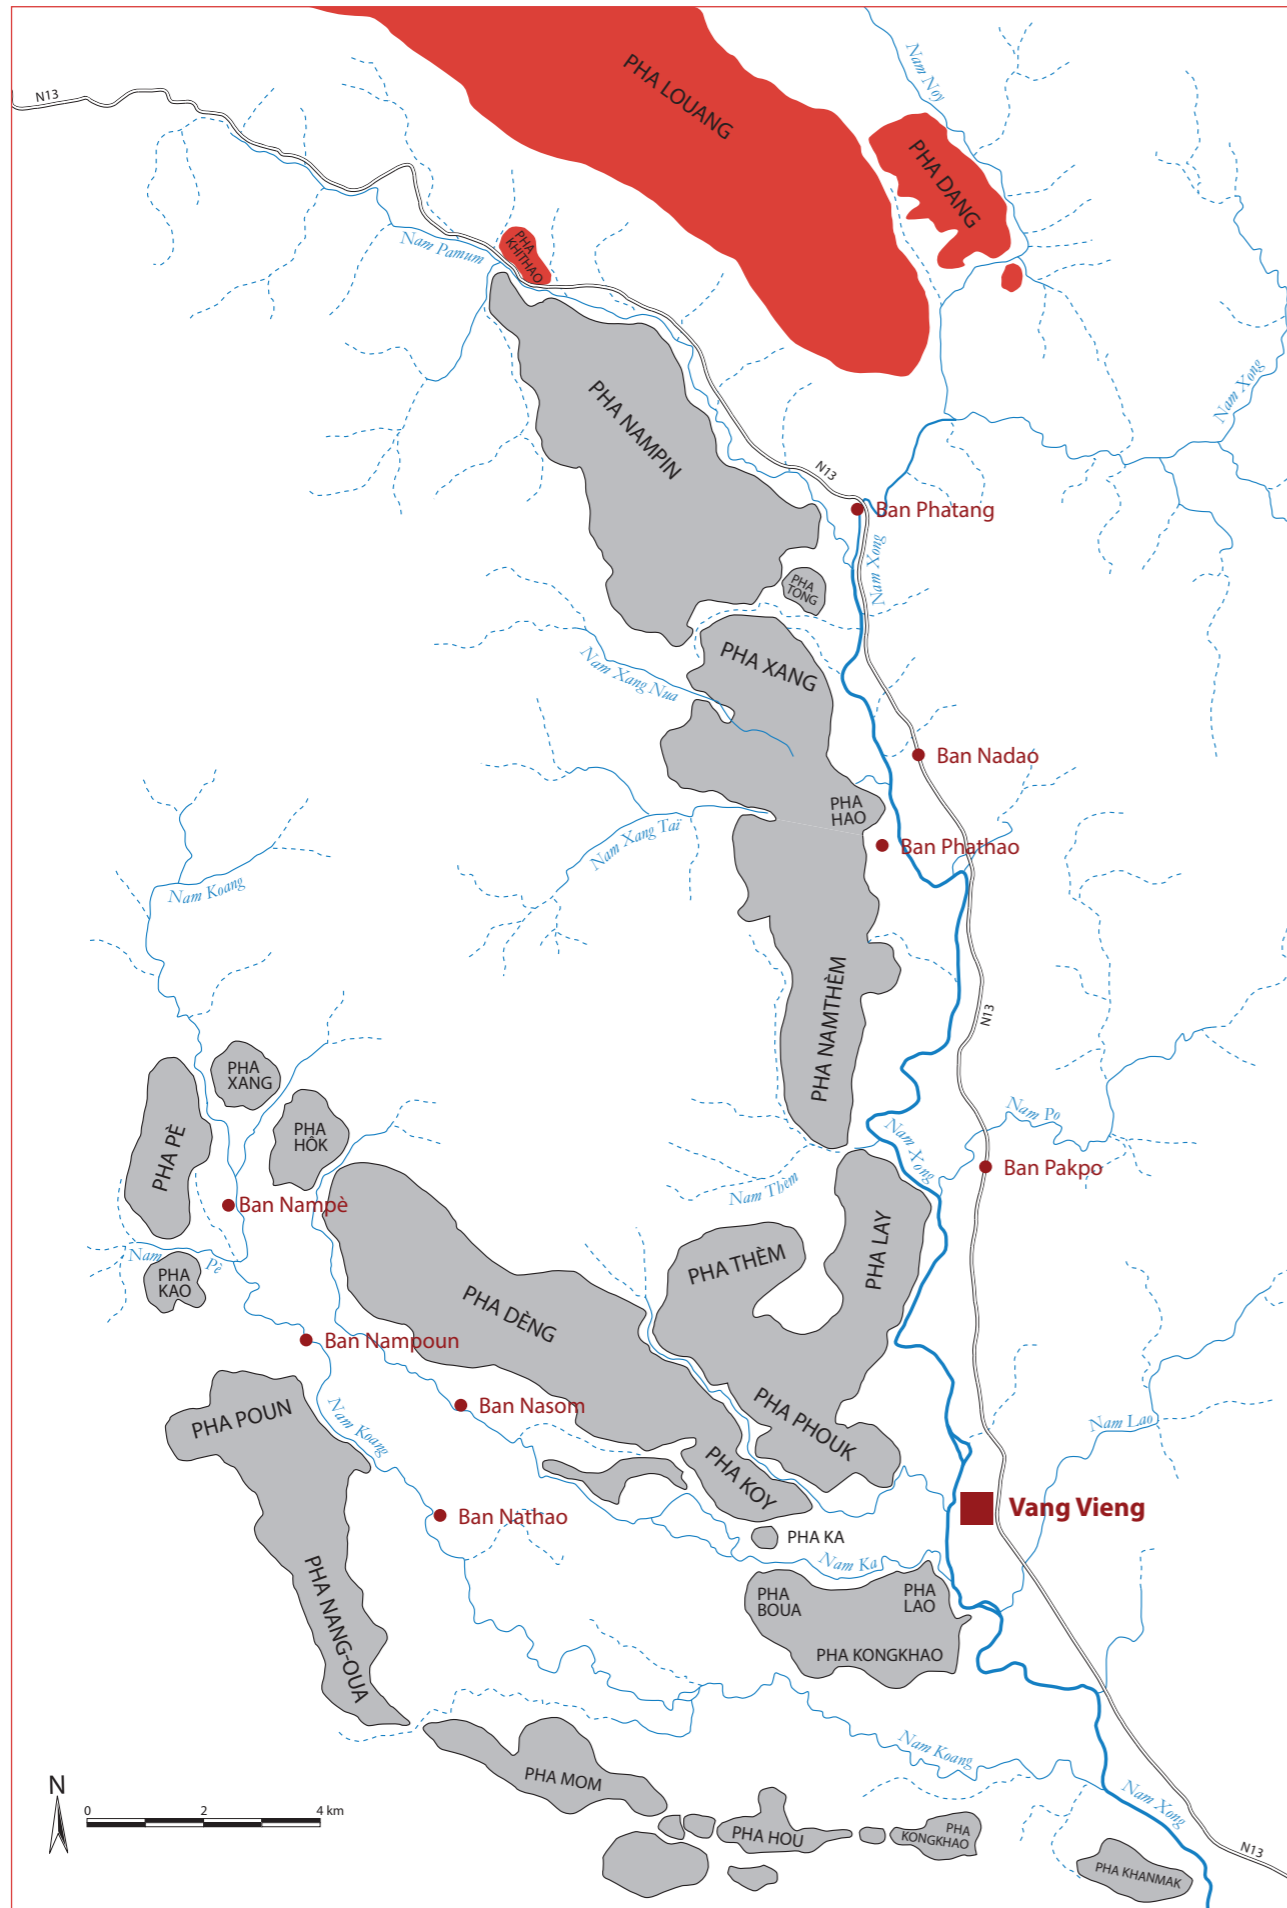 Nam Noy
PHA LOUANG
N13
PHA DANG
Nam Pamum
PHA
KHITHAO
Nam Xong
PHA NAMPIN
N13
Ban Phatang
Nam Xong
PHA
TONG
PHA XANG
Nam Xang Nua
Ban Nadao
PHA
HAO
Nam Xang Taï
Ban Phathao
Nam Koang
PHA NAMTHÈM
N13
PHA
XANG
PHA
HÔK
PHA PÈ
Nam Po
Nam Xong
Ban Pakpo
Nam Thèm
Ban Nampè
PHA LAY
PHA THÈM
Nam Pè
PHA
KAO
PHA DÈNG
Ban Nampoun
Ban Nasom
PHA POUN
Nam Koang
PHA PHOUK
Nam Lao
PHA KOY
Vang Vieng
Ban Nathao
PHA KA
Nam Ka
PHA
BOUA
PHA
LAO
PHA NANG-OUA
PHA KONGKHAO
Nam Koang
PHA MOM
N
0 2 4 km
Nam Xong
PHA HOU
PHA
KONGKHAO
N13
PHA KHANMAK